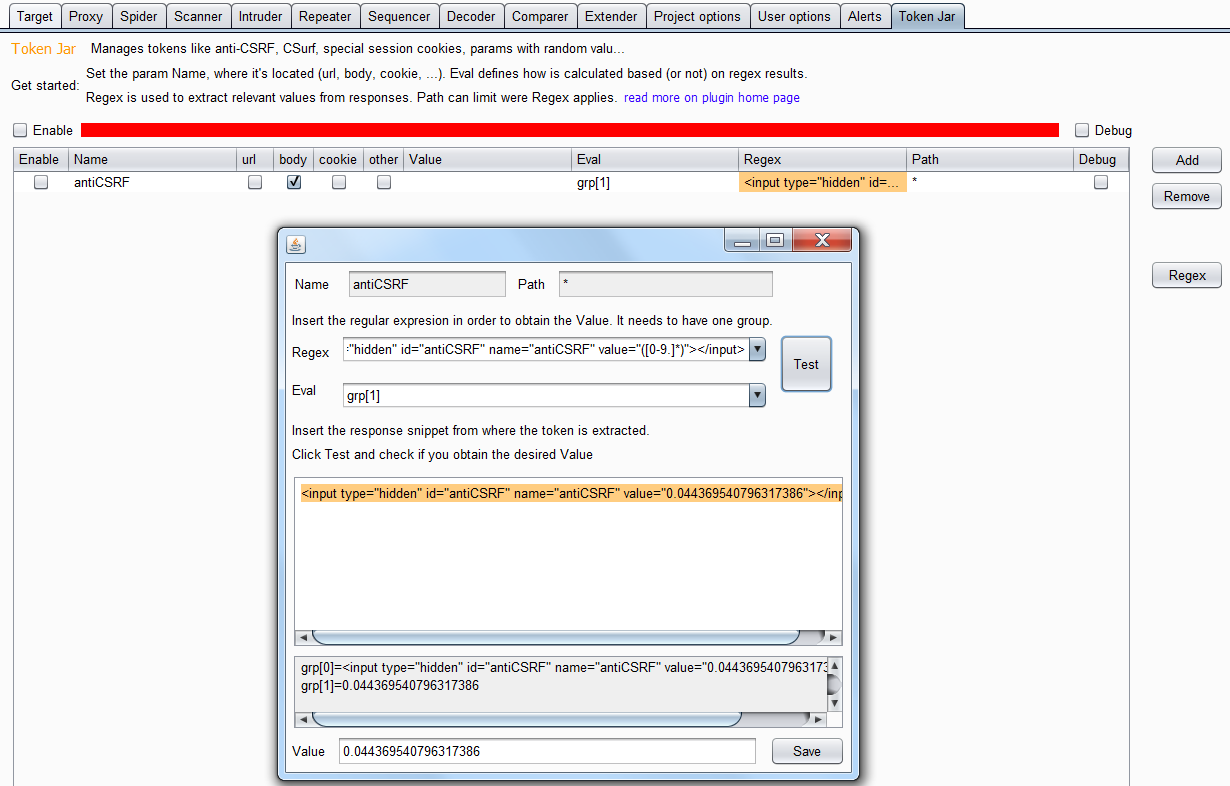 Target Proxy Spider Scanner Intruder Repeater Sequencer Decoder Comparer Extender Project options User options Alerts Token Jar
Token Jar Manages tokens like anti-CSRF, CSurf, special session cookies, params with random valu...
Get started: Set the param Name, where it's located (url, body, cookie, ...). Eval defines how is calculated based (or not) on regex results.
Regex is used to extract relevant values from responses. Path can limit were Regex applies. read more on plugin home page
Enable Debug
Enable Name url body cookie other Value Eval Regex Path Debug Add
antiCSRF grp[1] <input type="hidden" id=... *
Remove
Regex
Name antiCSRF Path *
Insert the regular expresion in order to obtain the Value. It needs to have one group.
Regex "hidden" id="antiCSRF" name="antiCSRF" value="([0-9.]*)"></input>
Test
Eval grp[1]
Insert the response snippet from where the token is extracted.
Click Test and check if you obtain the desired Value
<input type="hidden" id="antiCSRF" name="antiCSRF" value="0.044369540796317386"></inp
grp[0]=<input type="hidden" id="antiCSRF" name="antiCSRF" value="0.0443695407963173
grp[1]=0.044369540796317386
Value 0.044369540796317386 Save